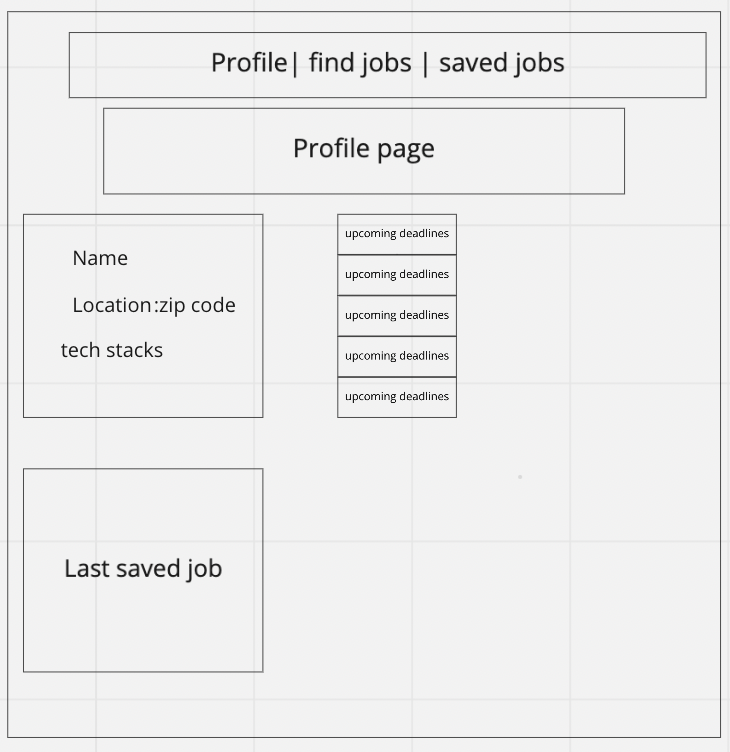 Profile| find jobs | saved jobs
Profile page
Name
Location:zip code
tech stacks
upcoming deadlines
upcoming deadlines
upcoming deadlines
upcoming deadlines
upcoming deadlines
Last saved job